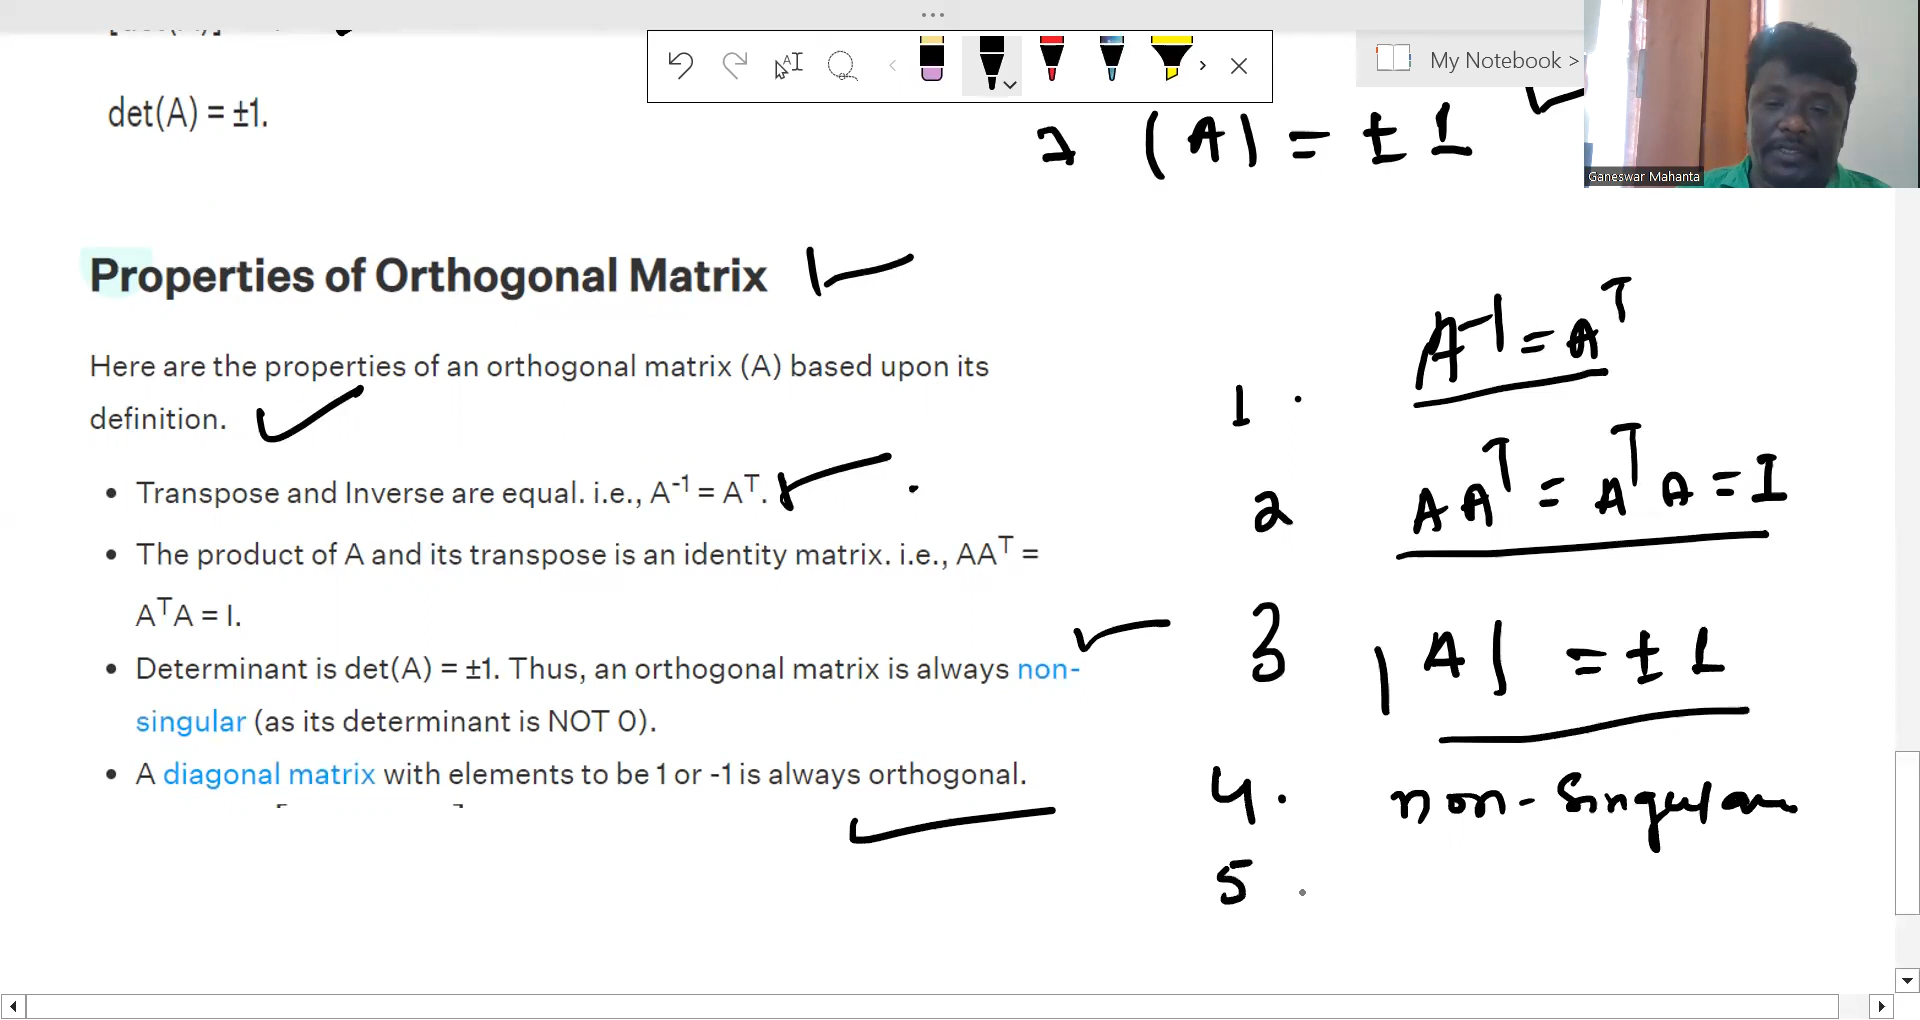 My Notebook >
det(A) = ±1.
|A| = ± 1
Ganeswar Mahanta
Properties of Orthogonal Matrix
Here are the properties of an orthogonal matrix (A) based upon its
definition.
• Transpose and Inverse are equal. i.e., A⁻¹ = Aᵀ.
• The product of A and its transpose is an identity matrix. i.e., AAᵀ =
AᵀA = I.
• Determinant is det(A) = ±1. Thus, an orthogonal matrix is always non-
singular (as its determinant is NOT 0).
• A diagonal matrix with elements to be 1 or -1 is always orthogonal.
1. A⁻¹ = Aᵀ
2 AAᵀ = AᵀA = I
3 |A| = ± 1
4. non-singular
5